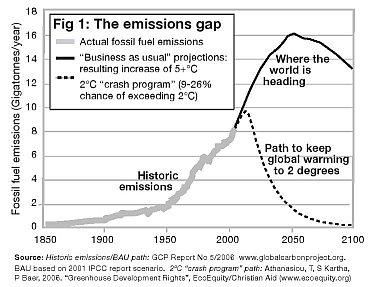 Fig 1: The emissions gap
Actual fossil fuel emissions
"Business as usual" projections:
resulting increase of 5+°C
2°C "crash program" (9-26%
chance of exceeding 2°C)
Fossil fuel emissions (Gigatonnes/year)
18
16
14
12
10
8
6
4
2
0
Where the
world is
heading
Path to keep
global warming
to 2 degrees
Historic
emissions
1850
1900
1950
2000
2050
2100
Source: Historic emissions/BAU path: GCP Report No 5/2006 www.globalcarbonproject.org.
BAU based on 2001 IPCC report scenario. 2°C "crash program" path: Athanasiou, T, S Kartha,
P Baer, 2006. "Greenhouse Development Rights", EcoEquity/Christian Aid (www.ecoequity.org)